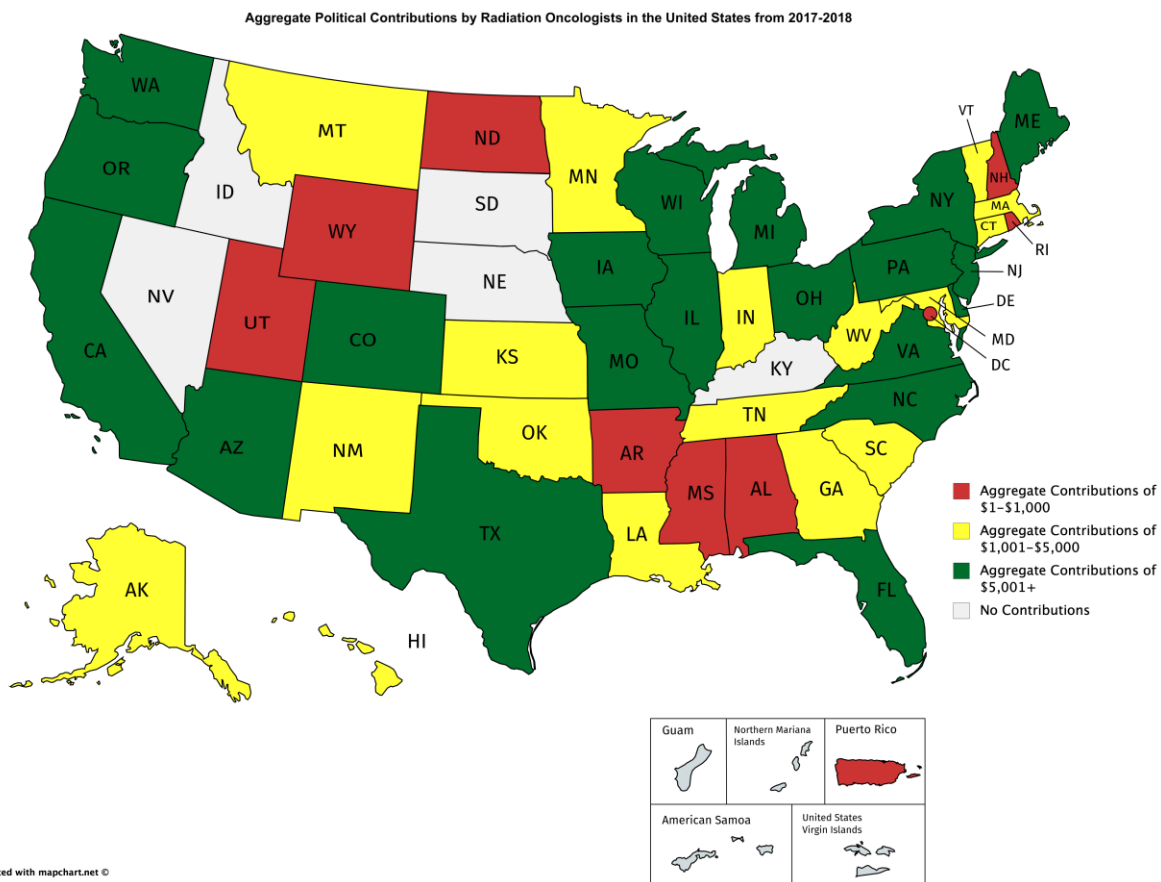 Aggregate Political Contributions by Radiation Oncologists in the United States from 2017-2018
WA
OR
CA
ID
NV
MT
WY
UT
AZ
CO
NM
ND
SD
NE
KS
OK
TX
MN
IA
MO
AR
LA
WI
IL
MI
IN
OH
KY
TN
MS
AL
GA
FL
SC
NC
VA
WV
PA
NY
VT
NH
ME
MA
CT
RI
NJ
DE
MD
DC
AK
HI
Aggregate Contributions of
$1-$1,000
Aggregate Contributions of
$1,001-$5,000
Aggregate Contributions of
$5,001+
No Contributions
Guam
Northern Mariana
Islands
Puerto Rico
American Samoa
United States
Virgin Islands
ted with mapchart.net ©